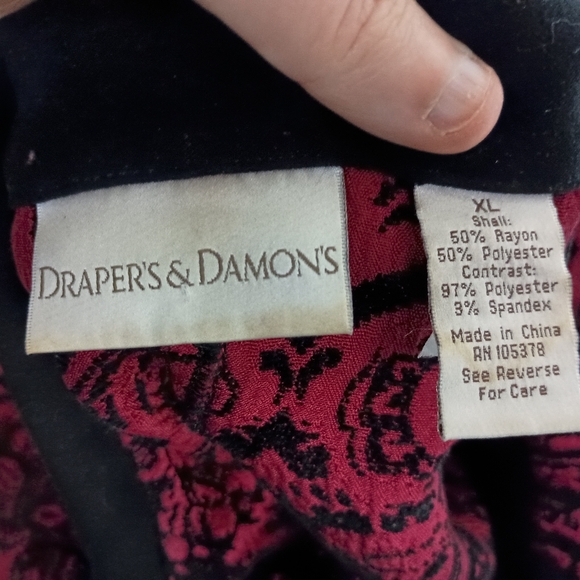 DRAPER'S & DAMON'S
XL
Shell:
50% Rayon
50% Polyester
Contrast:
97% Polyester
3% Spandex
Made in China
RN 105378
See Reverse
For Care